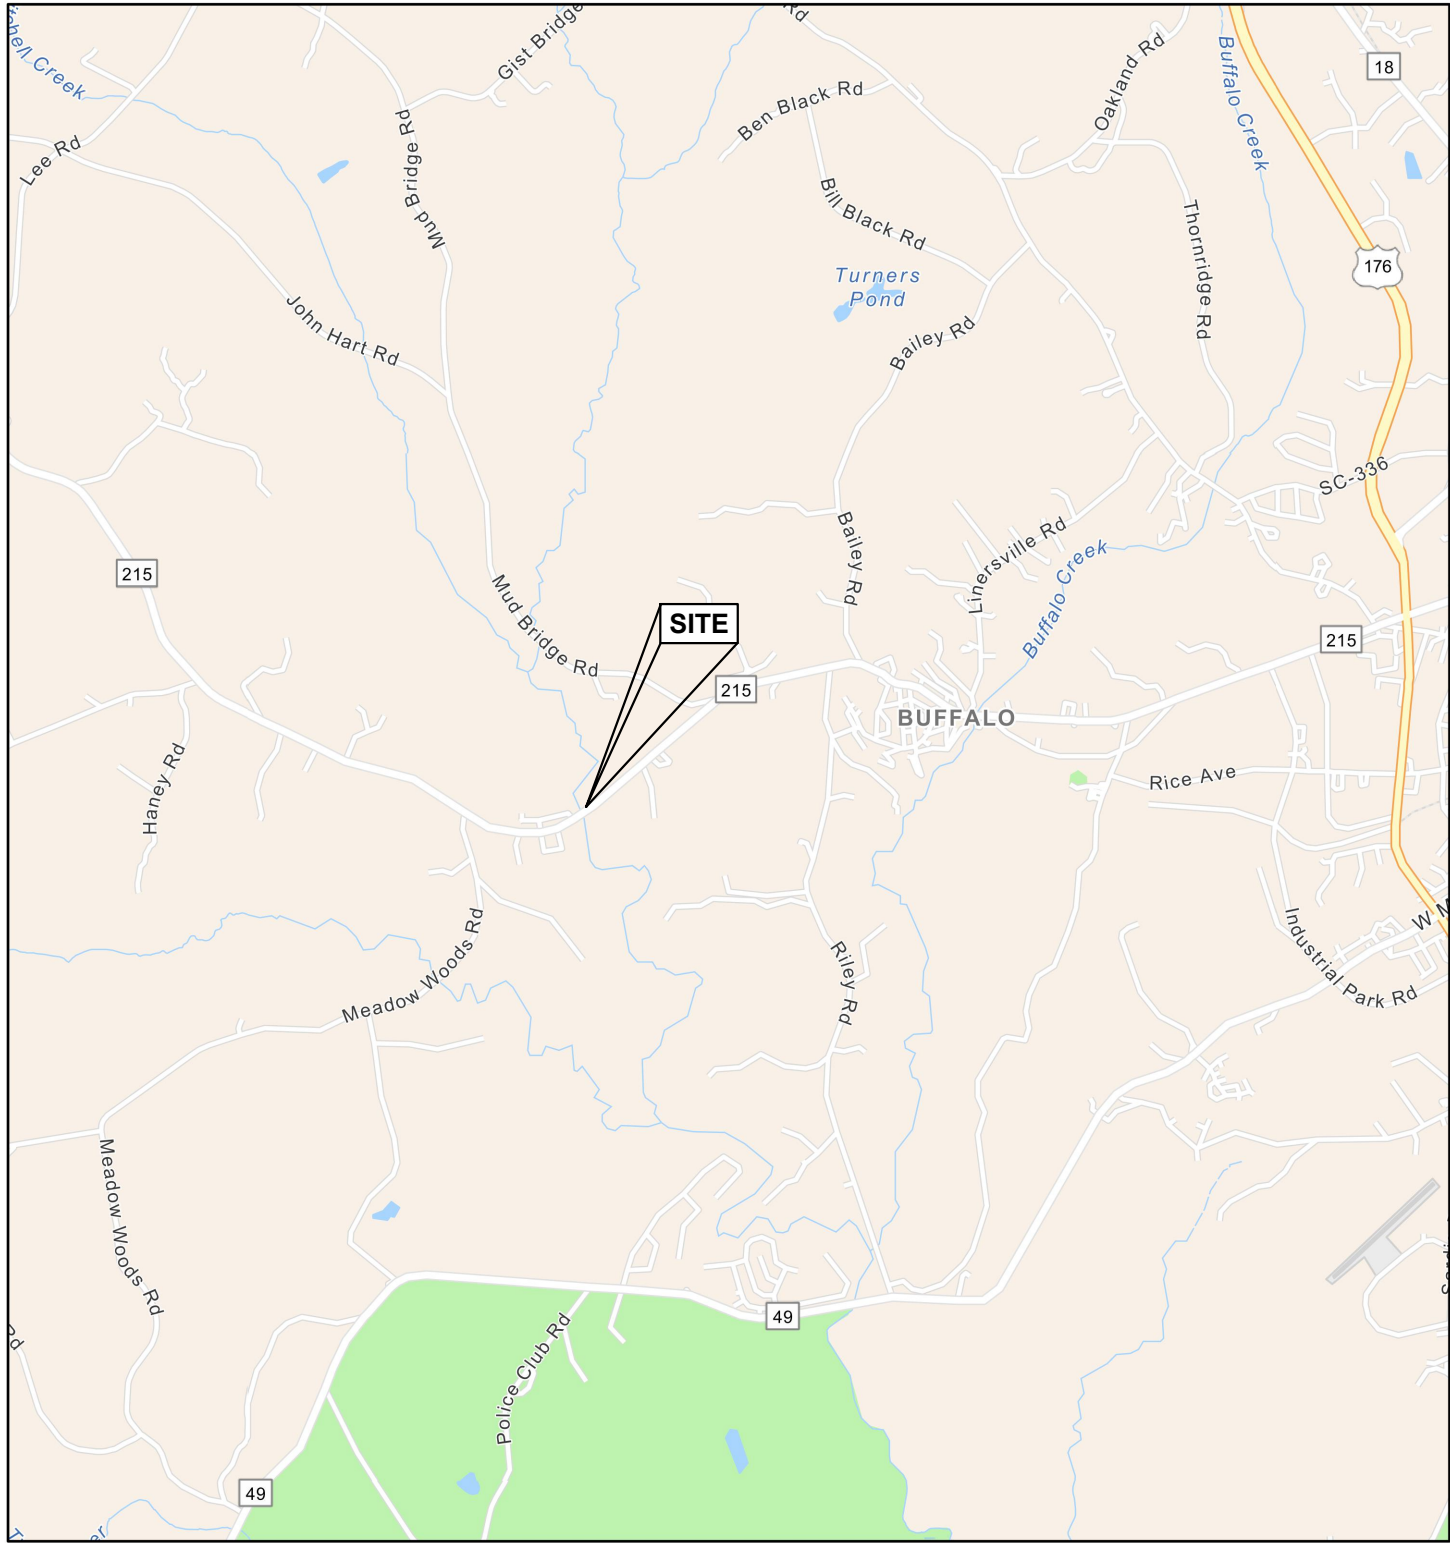 Rd
Gist Bridge
Creek
Buffalo Creek
18
Oakland Rd
Ben Black Rd
Lee Rd
Mud Bridge Rd
Bill Black Rd
Thornridge Rd
176
Turners
Pond
John Hart Rd
Bailey Rd
SC-336
Bailey Rd
Linersville Rd
Buffalo Creek
215
Mud Bridge Rd
SITE
215
215
BUFFALO
Haney Rd
Rice Ave
W M
Industrial Park Rd
Meadow Woods Rd
Riley Rd
Meadow Woods Rd
49
Rd
Police Club Rd
49